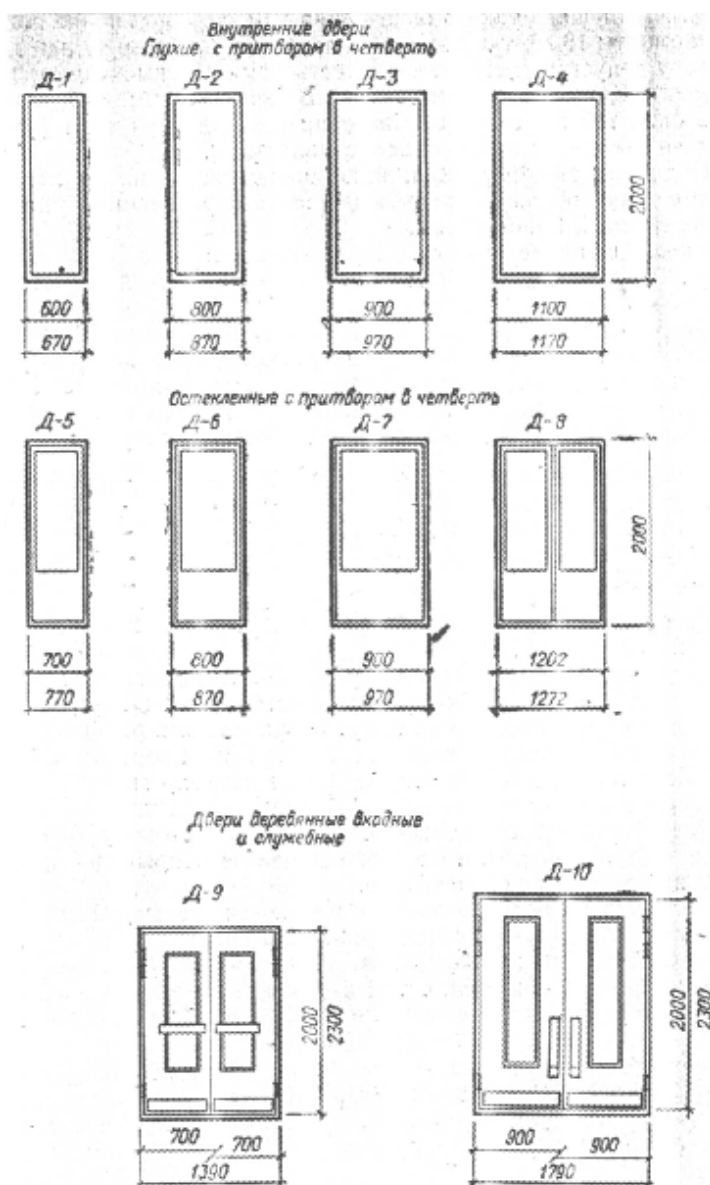 Внутренние двери
Глухие с притвором в четверть
Д-1 Д-2 Д-3 Д-4
2000
600 800 900 1100
670 870 970 1170
Остекленные с притвором в четверть
Д-5 Д-6 Д-7 Д-8
2000
700 800 900 1202
770 870 970 1272
Двери деревянные входные
и служебные
Д-9 Д-10
2000 2300 2000 2300
700 700 900 900
1390 1790